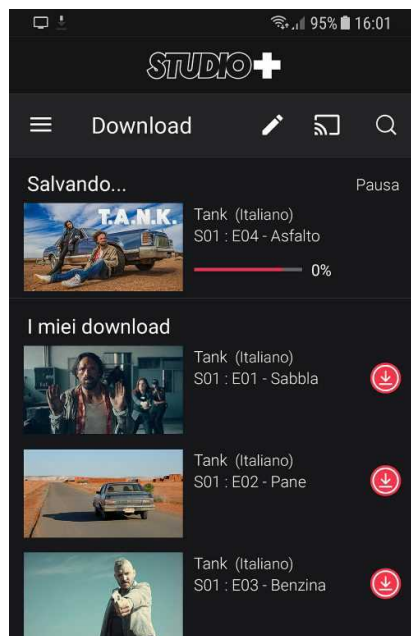 95% 16:01
STUDIO+
Download
Salvando...
Pausa
T.A.N.K.
Tank (Italiano)
S01 : E04 - Asfalto
0%
I miei download
Tank (Italiano)
S01 : E01 - Sabbla
Tank (Italiano)
S01 : E02 - Pane
Tank (Italiano)
S01 : E03 - Benzina